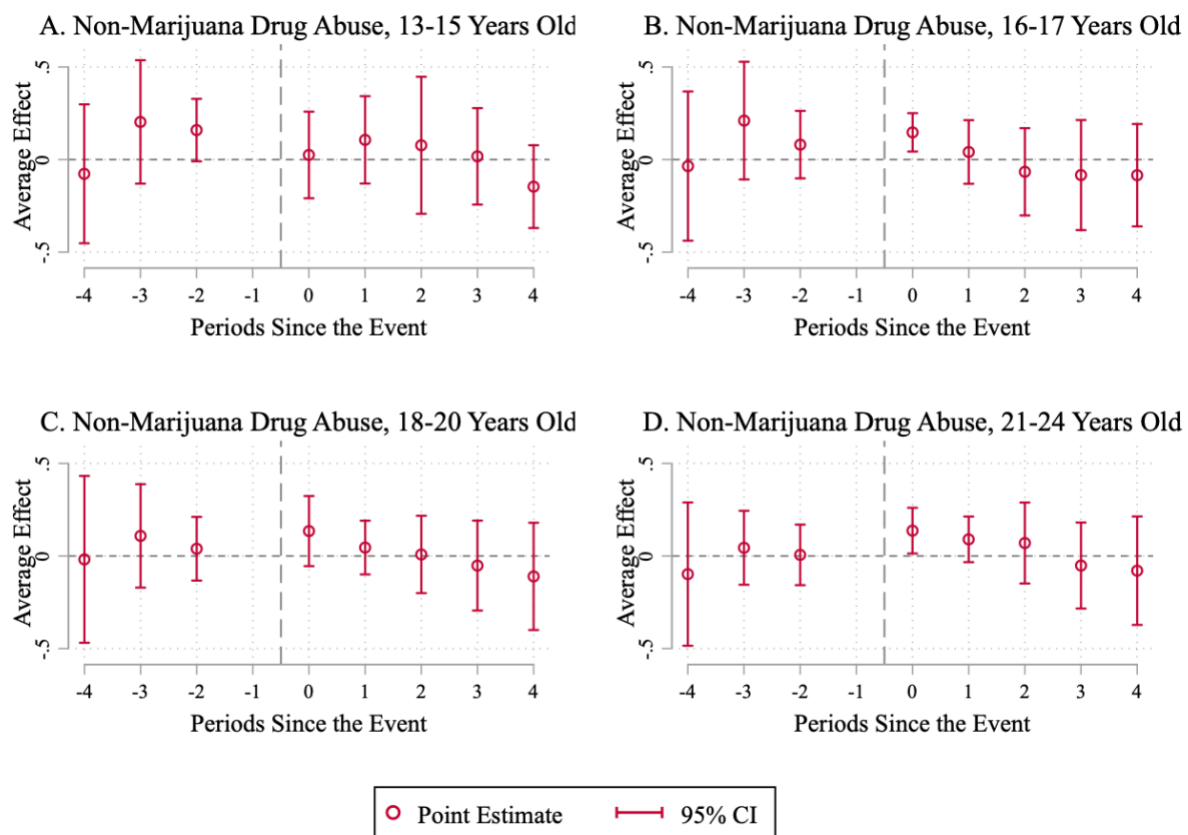 A. Non-Marijuana Drug Abuse, 13-15 Years Old
Average Effect
.5
0
-.5
-4 -3 -2 -1 0 1 2 3 4
Periods Since the Event
B. Non-Marijuana Drug Abuse, 16-17 Years Old
Average Effect
.5
0
-.5
-4 -3 -2 -1 0 1 2 3 4
Periods Since the Event
C. Non-Marijuana Drug Abuse, 18-20 Years Old
Average Effect
.5
0
-.5
-4 -3 -2 -1 0 1 2 3 4
Periods Since the Event
D. Non-Marijuana Drug Abuse, 21-24 Years Old
Average Effect
.5
0
-.5
-4 -3 -2 -1 0 1 2 3 4
Periods Since the Event
Point Estimate 95% CI